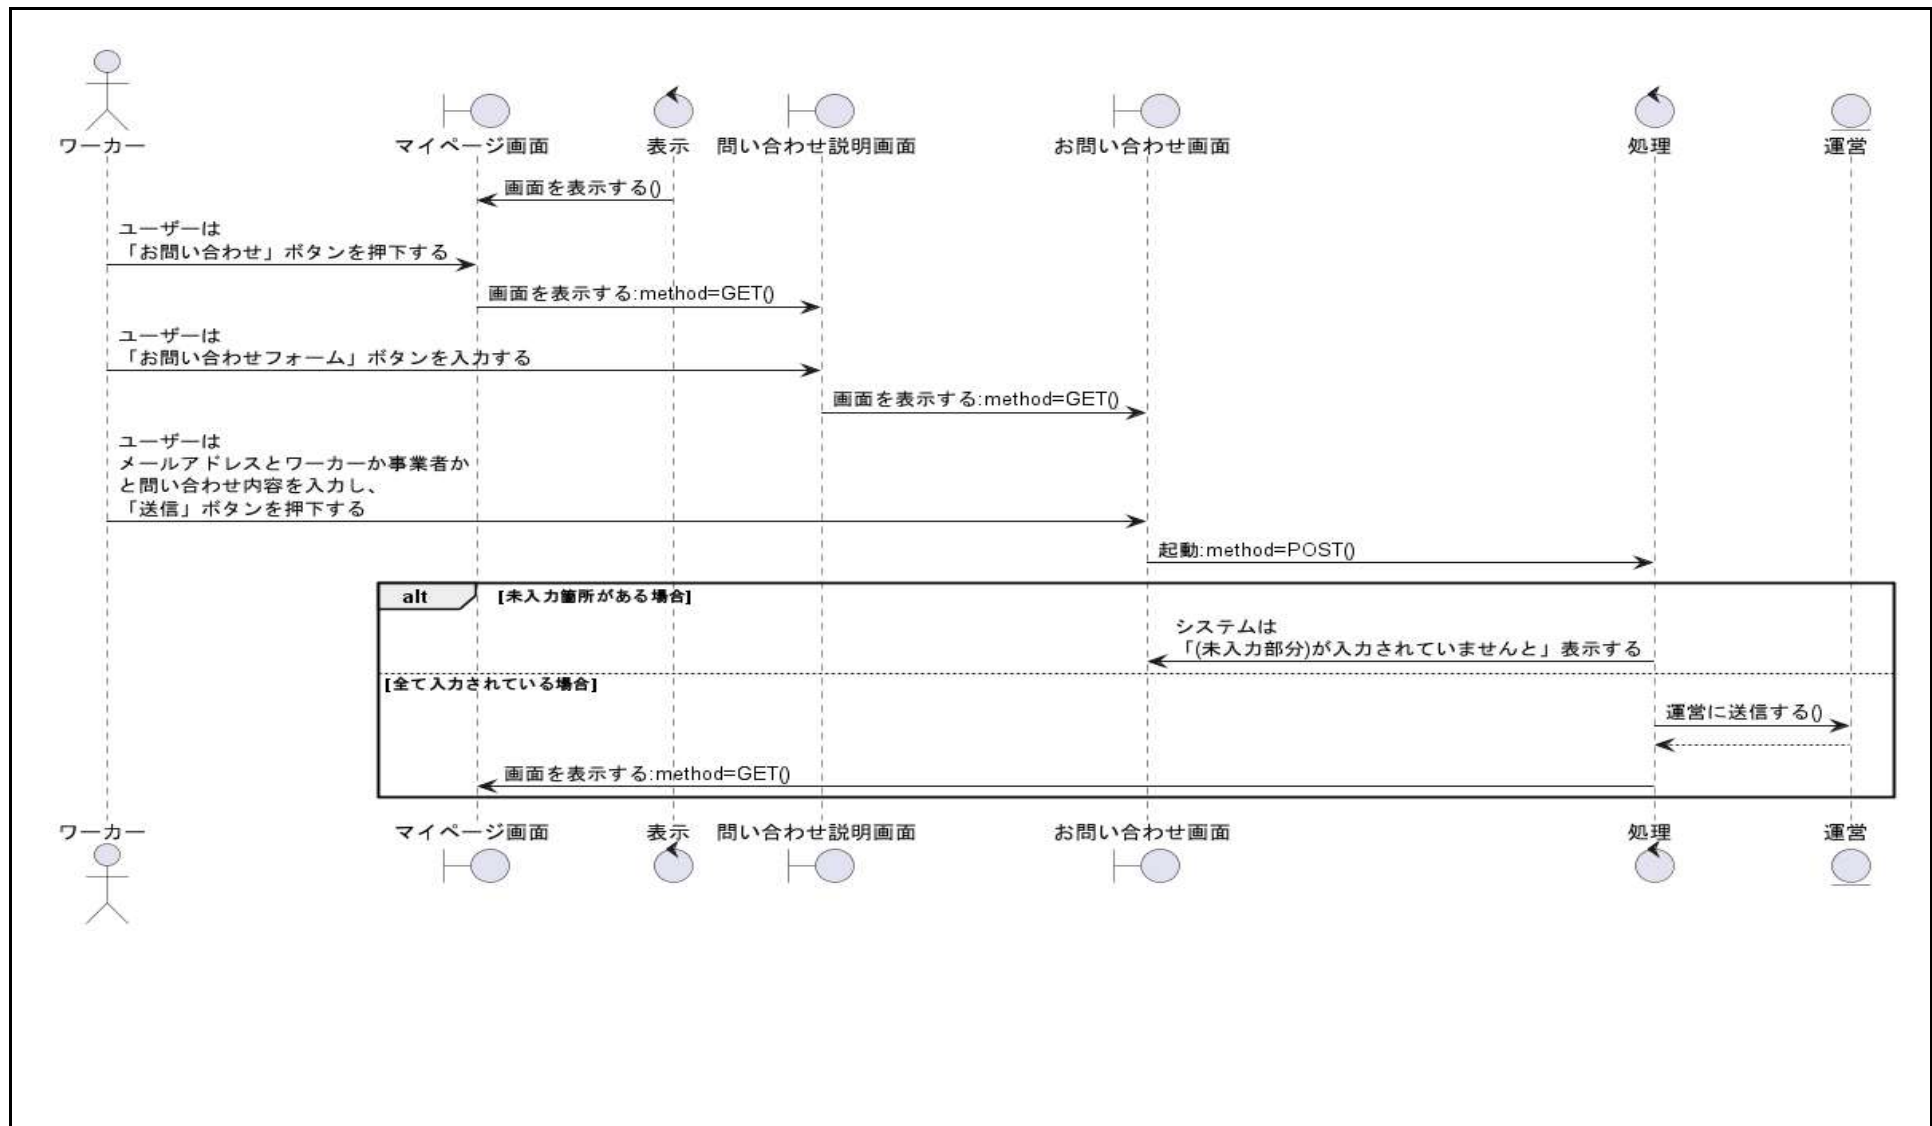 ワーカー
マイページ画面
表示
問い合わせ説明画面
お問い合わせ画面
処理
運営
画面を表示する()
ユーザーは
「お問い合わせ」ボタンを押下する
画面を表示する:method=GET()
ユーザーは
「お問い合わせフォーム」ボタンを入力する
画面を表示する:method=GET()
ユーザーは
メールアドレスとワーカーか事業者か
と問い合わせ内容を入力し、
「送信」ボタンを押下する
起動:method=POST()
alt
[未入力箇所がある場合]
システムは
「(未入力部分)が入力されていませんと」表示する
[全て入力されている場合]
運営に送信する()
画面を表示する:method=GET()
ワーカー
マイページ画面
表示
問い合わせ説明画面
お問い合わせ画面
処理
運営